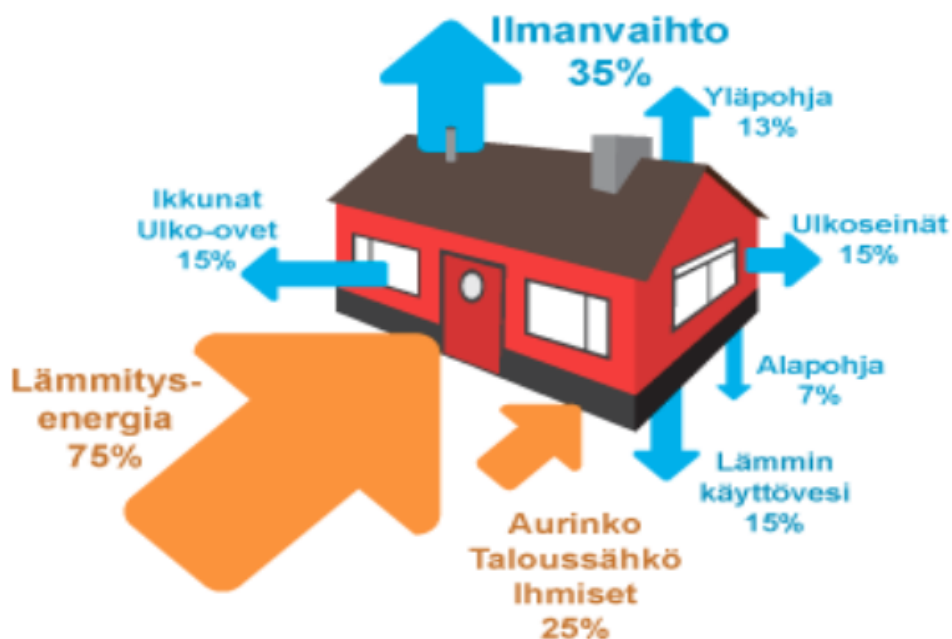 Ilmanvaihto
35%
Yläpohja
13%
Ikkunat
Ulko-ovet
15%
Ulkoseinät
15%
Lämmitys-
energia
75%
Alapohja
7%
Lämmin
käyttövesi
15%
Aurinko
Taloussähkö
Ihmiset
25%